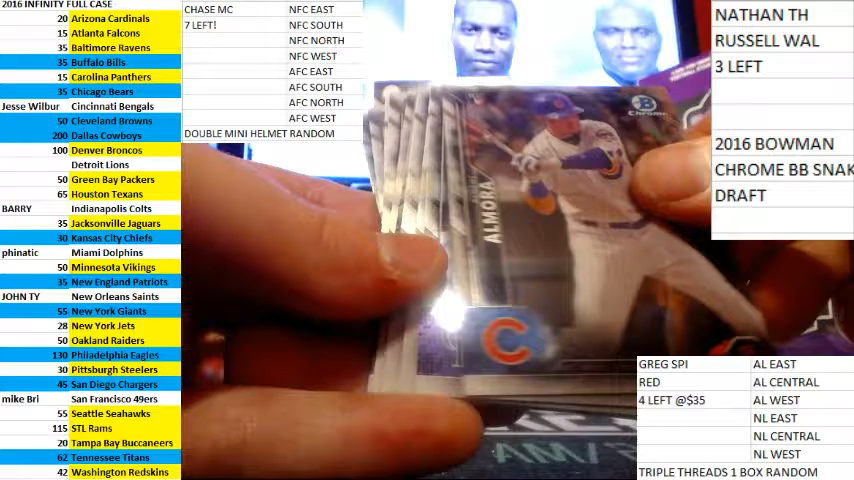 2016 INFINITY FULL CASE
20 Arizona Cardinals
15 Atlanta Falcons
35 Baltimore Ravens
35 Buffalo Bills
15 Carolina Panthers
35 Chicago Bears
Jesse Wilbur Cincinnati Bengals
50 Cleveland Browns
200 Dallas Cowboys
100 Denver Broncos
Detroit Lions
50 Green Bay Packers
65 Houston Texans
BARRY Indianapolis Colts
35 Jacksonville Jaguars
30 Kansas City Chiefs
phinatic Miami Dolphins
50 Minnesota Vikings
35 New England Patriots
JOHN TY New Orleans Saints
55 New York Giants
28 New York Jets
50 Oakland Raiders
130 Philadelphia Eagles
30 Pittsburgh Steelers
45 San Diego Chargers
mike Bri San Francisco 49ers
55 Seattle Seahawks
115 STL Rams
20 Tampa Bay Buccaneers
62 Tennessee Titans
42 Washington Redskins
CHASE MC NFC EAST
7 LEFT! NFC SOUTH
NFC NORTH
NFC WEST
AFC EAST
AFC SOUTH
AFC NORTH
AFC WEST
DOUBLE MINI HELMET RANDOM
Chrome
ALMORA
C
AM/
NATHAN TH
RUSSELL WAL
3 LEFT
2016 BOWMAN
CHROME BB SNAK
DRAFT
GREG SPI AL EAST
RED AL CENTRAL
4 LEFT @$35 AL WEST
NL EAST
NL CENTRAL
NL WEST
TRIPLE THREADS 1 BOX RANDOM